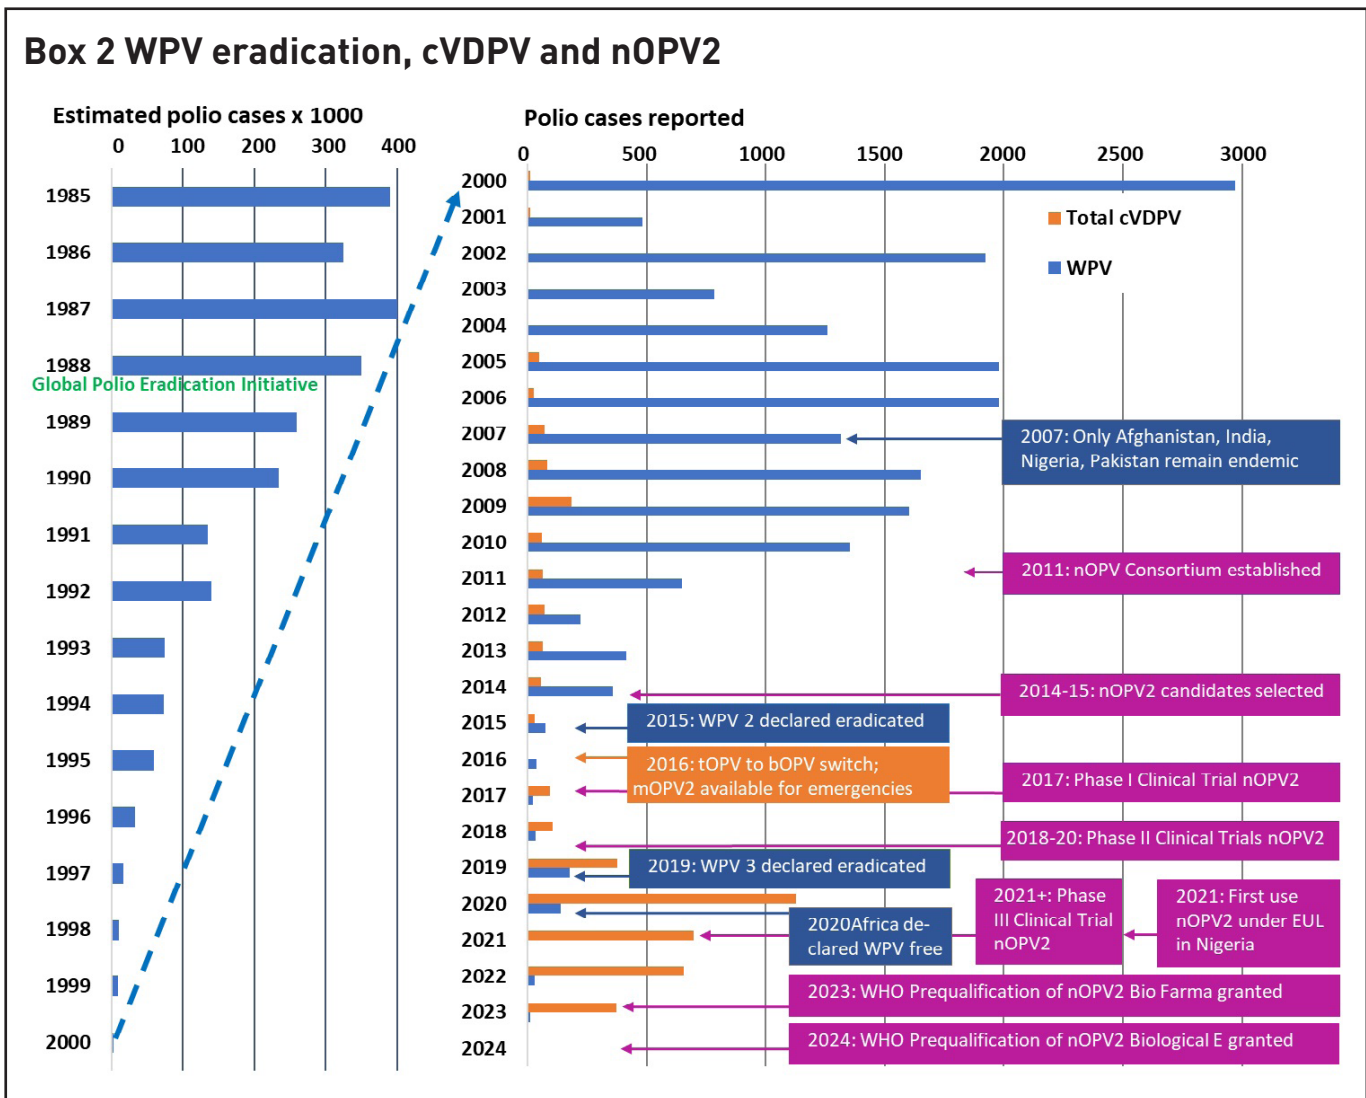 Box 2 WPV eradication, cVDPV and nOPV2
Estimated polio cases x 1000
0 100 200 300 400
1985
1986
1987
1988
Global Polio Eradication Initiative
1989
1990
1991
1992
1993
1994
1995
1996
1997
1998
1999
2000
Polio cases reported
0 500 1000 1500 2000 2500 3000
2000
2001
2002
2003
2004
2005
2006
2007
2008
2009
2010
2011
2012
2013
2014
2015
2016
2017
2018
2019
2020
2021
2022
2023
2024
Total cVDPV
WPV
2007: Only Afghanistan, India,
Nigeria, Pakistan remain endemic
2011: nOPV Consortium established
2014-15: nOPV2 candidates selected
2015: WPV 2 declared eradicated
2016: tOPV to bOPV switch;
mOPV2 available for emergencies
2017: Phase I Clinical Trial nOPV2
2018-20: Phase II Clinical Trials nOPV2
2019: WPV 3 declared eradicated
2020Africa de-
clared WPV free
2021+: Phase
III Clinical Trial
nOPV2
2021: First use
nOPV2 under EUL
in Nigeria
2023: WHO Prequalification of nOPV2 Bio Farma granted
2024: WHO Prequalification of nOPV2 Biological E granted